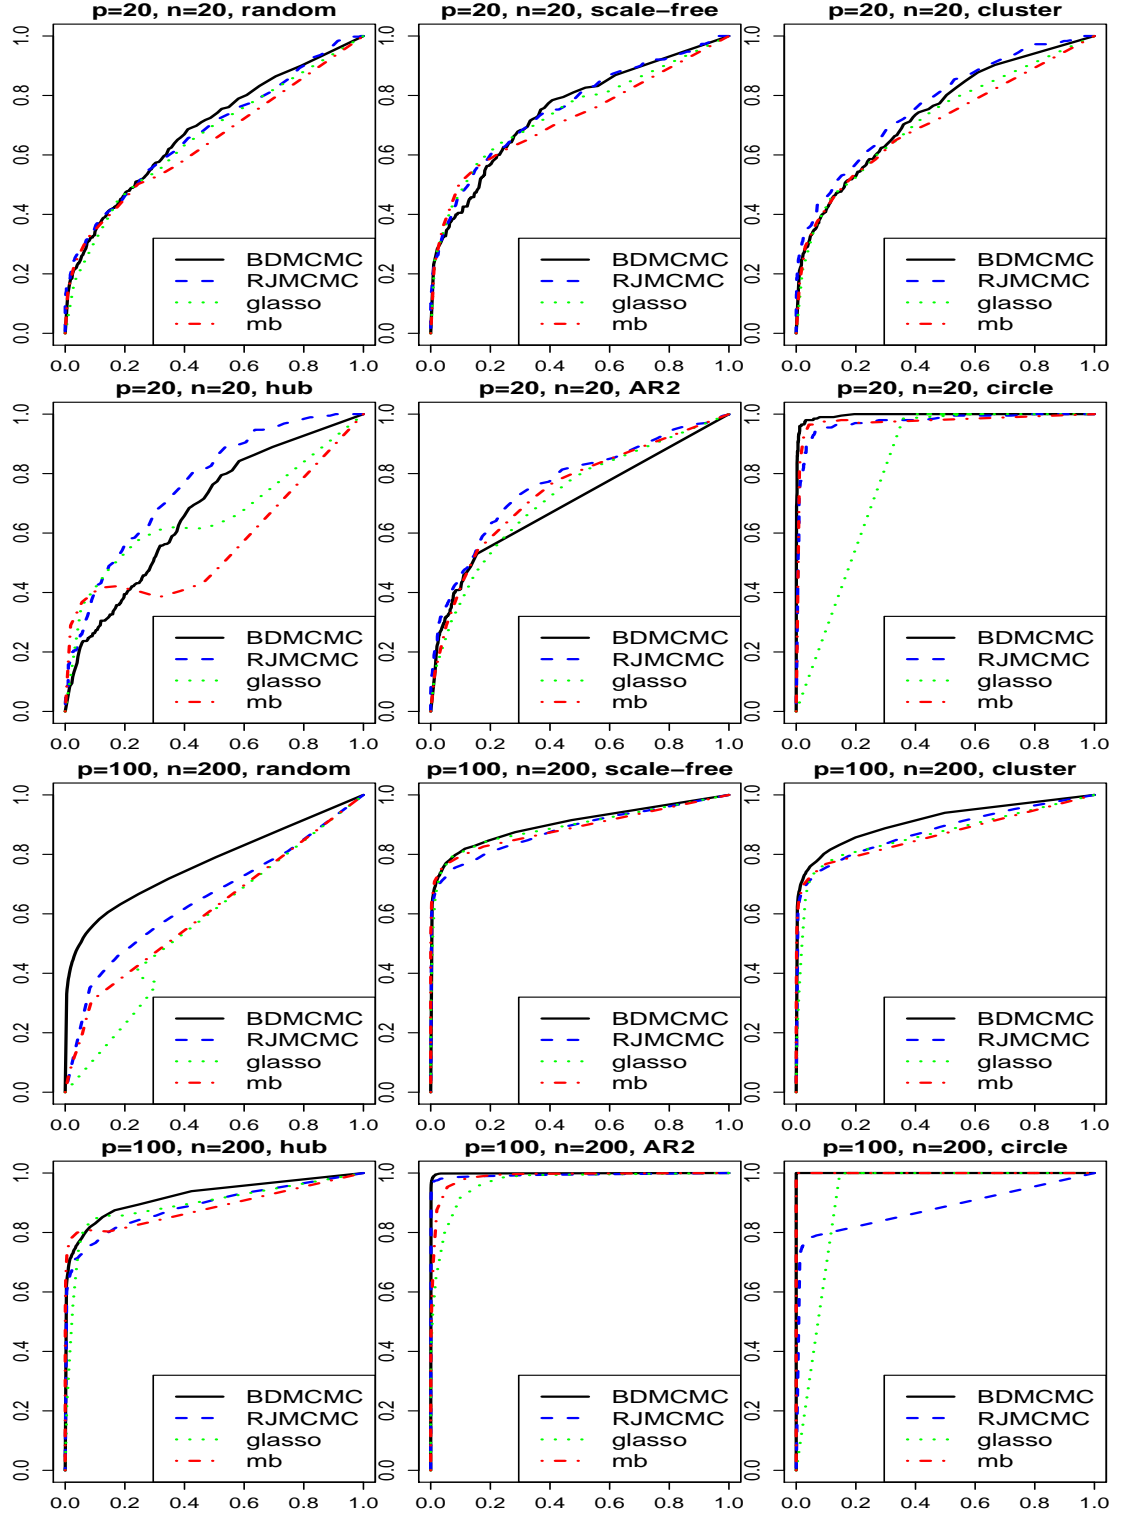 p=20, n=20, random
p=20, n=20, scale−free
p=20, n=20, cluster
1.0
0.8
0.6
0.4
0.2
0.0
BDMCMC
RJMCMC
glasso
mb
0.0 0.2 0.4 0.6 0.8 1.0
1.0
0.8
0.6
0.4
0.2
0.0
BDMCMC
RJMCMC
glasso
mb
0.0 0.2 0.4 0.6 0.8 1.0
1.0
0.8
0.6
0.4
0.2
0.0
BDMCMC
RJMCMC
glasso
mb
0.0 0.2 0.4 0.6 0.8 1.0
p=20, n=20, hub
p=20, n=20, AR2
p=20, n=20, circle
1.0
0.8
0.6
0.4
0.2
0.0
BDMCMC
RJMCMC
glasso
mb
0.0 0.2 0.4 0.6 0.8 1.0
1.0
0.8
0.6
0.4
0.2
0.0
BDMCMC
RJMCMC
glasso
mb
0.0 0.2 0.4 0.6 0.8 1.0
1.0
0.8
0.6
0.4
0.2
0.0
BDMCMC
RJMCMC
glasso
mb
0.0 0.2 0.4 0.6 0.8 1.0
p=100, n=200, random
p=100, n=200, scale−free
p=100, n=200, cluster
1.0
0.8
0.6
0.4
0.2
0.0
BDMCMC
RJMCMC
glasso
mb
0.0 0.2 0.4 0.6 0.8 1.0
1.0
0.8
0.6
0.4
0.2
0.0
BDMCMC
RJMCMC
glasso
mb
0.0 0.2 0.4 0.6 0.8 1.0
1.0
0.8
0.6
0.4
0.2
0.0
BDMCMC
RJMCMC
glasso
mb
0.0 0.2 0.4 0.6 0.8 1.0
p=100, n=200, hub
p=100, n=200, AR2
p=100, n=200, circle
1.0
0.8
0.6
0.4
0.2
0.0
BDMCMC
RJMCMC
glasso
mb
0.0 0.2 0.4 0.6 0.8 1.0
1.0
0.8
0.6
0.4
0.2
0.0
BDMCMC
RJMCMC
glasso
mb
0.0 0.2 0.4 0.6 0.8 1.0
1.0
0.8
0.6
0.4
0.2
0.0
BDMCMC
RJMCMC
glasso
mb
0.0 0.2 0.4 0.6 0.8 1.0